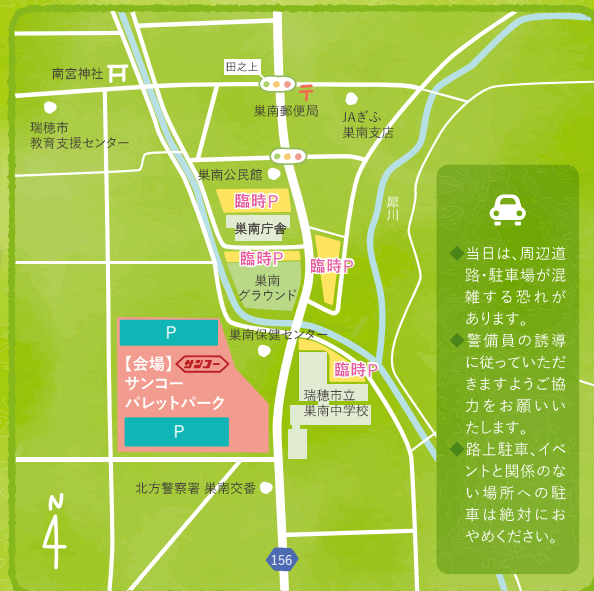 田之上
南宮神社
巣南郵便局
JAぎふ
巣南支店
瑞穂市
教育支援センター
巣南公民館
臨時P
巣南庁舎
臨時P
臨時P
巣南
グラウンド
犀川
巣南保健センター
P
【会場】サンコー
サンコー
パレットパーク
P
臨時P
瑞穂市立
巣南中学校
北方警察署 巣南交番
N
156
◆当日は、周辺道
路・駐車場が混
雑する恐れが
あります。
◆警備員の誘導
に従っていただ
きますようご協
力をお願いい
たします。
◆路上駐車、イベ
ントと関係のな
い場所への駐
車は絶対にお
やめください。